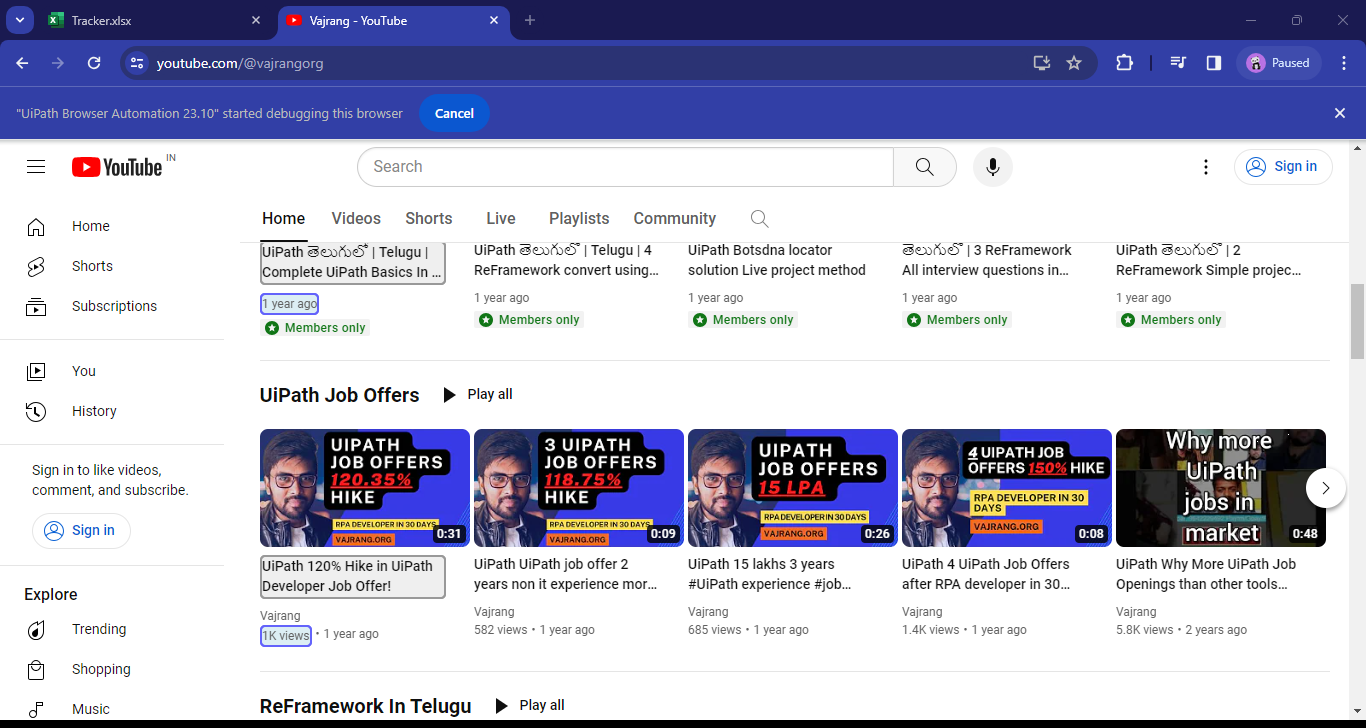 Tracker.xlsx
Vajrang - YouTube
youtube.com/@vajrangorg
Paused
"UiPath Browser Automation 23.10" started debugging this browser
Cancel
YouTube IN
Search
Sign in
Home
Shorts
Subscriptions
You
History
Sign in to like videos,
comment, and subscribe.
Sign in
Explore
Trending
Shopping
Music
Home Videos Shorts Live Playlists Community
UiPath తెలుగులో | Telugu |
Complete UiPath Basics In ...
1 year ago
Members only
UiPath తెలుగులో | Telugu | 4
ReFramework convert using...
1 year ago
Members only
UiPath Botsdna locator
solution Live project method
1 year ago
Members only
తెలుగులో | 3 ReFramework
All interview questions in...
1 year ago
Members only
UiPath తెలుగులో | 2
ReFramework Simple projec...
1 year ago
Members only
UiPath Job Offers
Play all
UIPATH
JOB OFFERS
120.35%
HIKE
RPA DEVELOPER IN 30 DAYS
VAJRANG.ORG
0:31
UiPath 120% Hike in UiPath
Developer Job Offer!
Vajrang
1K views • 1 year ago
3 UIPATH
JOB OFFERS
118.75%
HIKE
RPA DEVELOPER IN 30 DAYS
VAJRANG.ORG
0:09
UiPath UiPath job offer 2
years non it experience mor...
Vajrang
582 views • 1 year ago
UIPATH
JOB OFFERS
15 LPA
RPA DEVELOPER IN 30 DAYS
VAJRANG.ORG
0:26
UiPath 15 lakhs 3 years
#UiPath experience #job...
Vajrang
685 views • 1 year ago
4 UIPATH JOB
OFFERS 150% HIKE
RPA DEVELOPER IN 30
DAYS
VAJRANG.ORG
0:08
UiPath 4 UiPath Job Offers
after RPA developer in 30...
Vajrang
1.4K views • 1 year ago
Why more
UiPath
jobs in
market
0:48
UiPath Why More UiPath Job
Openings than other tools...
Vajrang
5.8K views • 2 years ago
ReFramework In Telugu
Play all